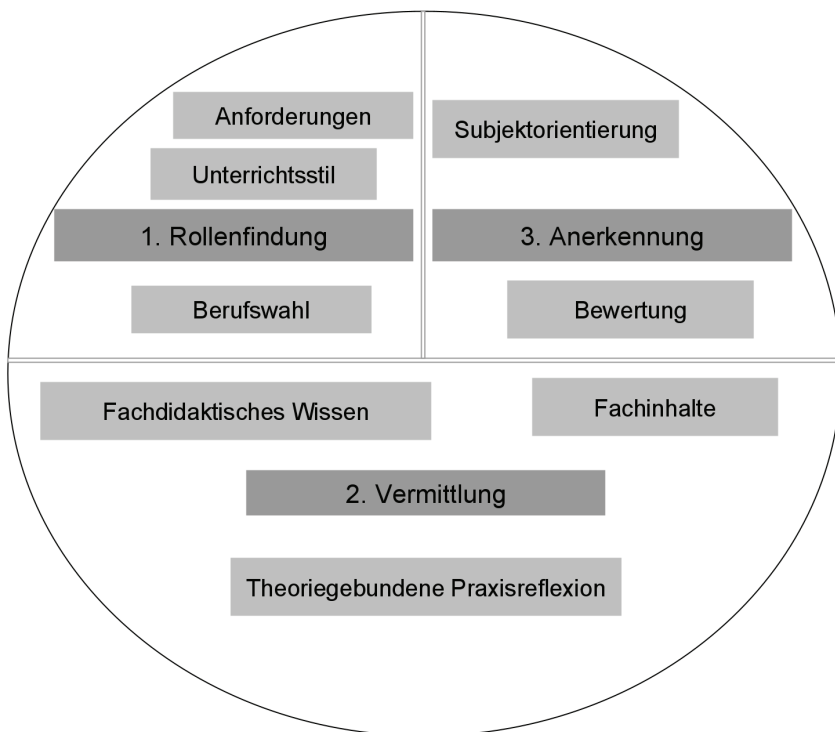 Anforderungen
Unterrichtsstil
1. Rollenfindung
Berufswahl
Subjektorientierung
3. Anerkennung
Bewertung
Fachdidaktisches Wissen
Fachinhalte
2. Vermittlung
Theoriegebundene Praxisreflexion